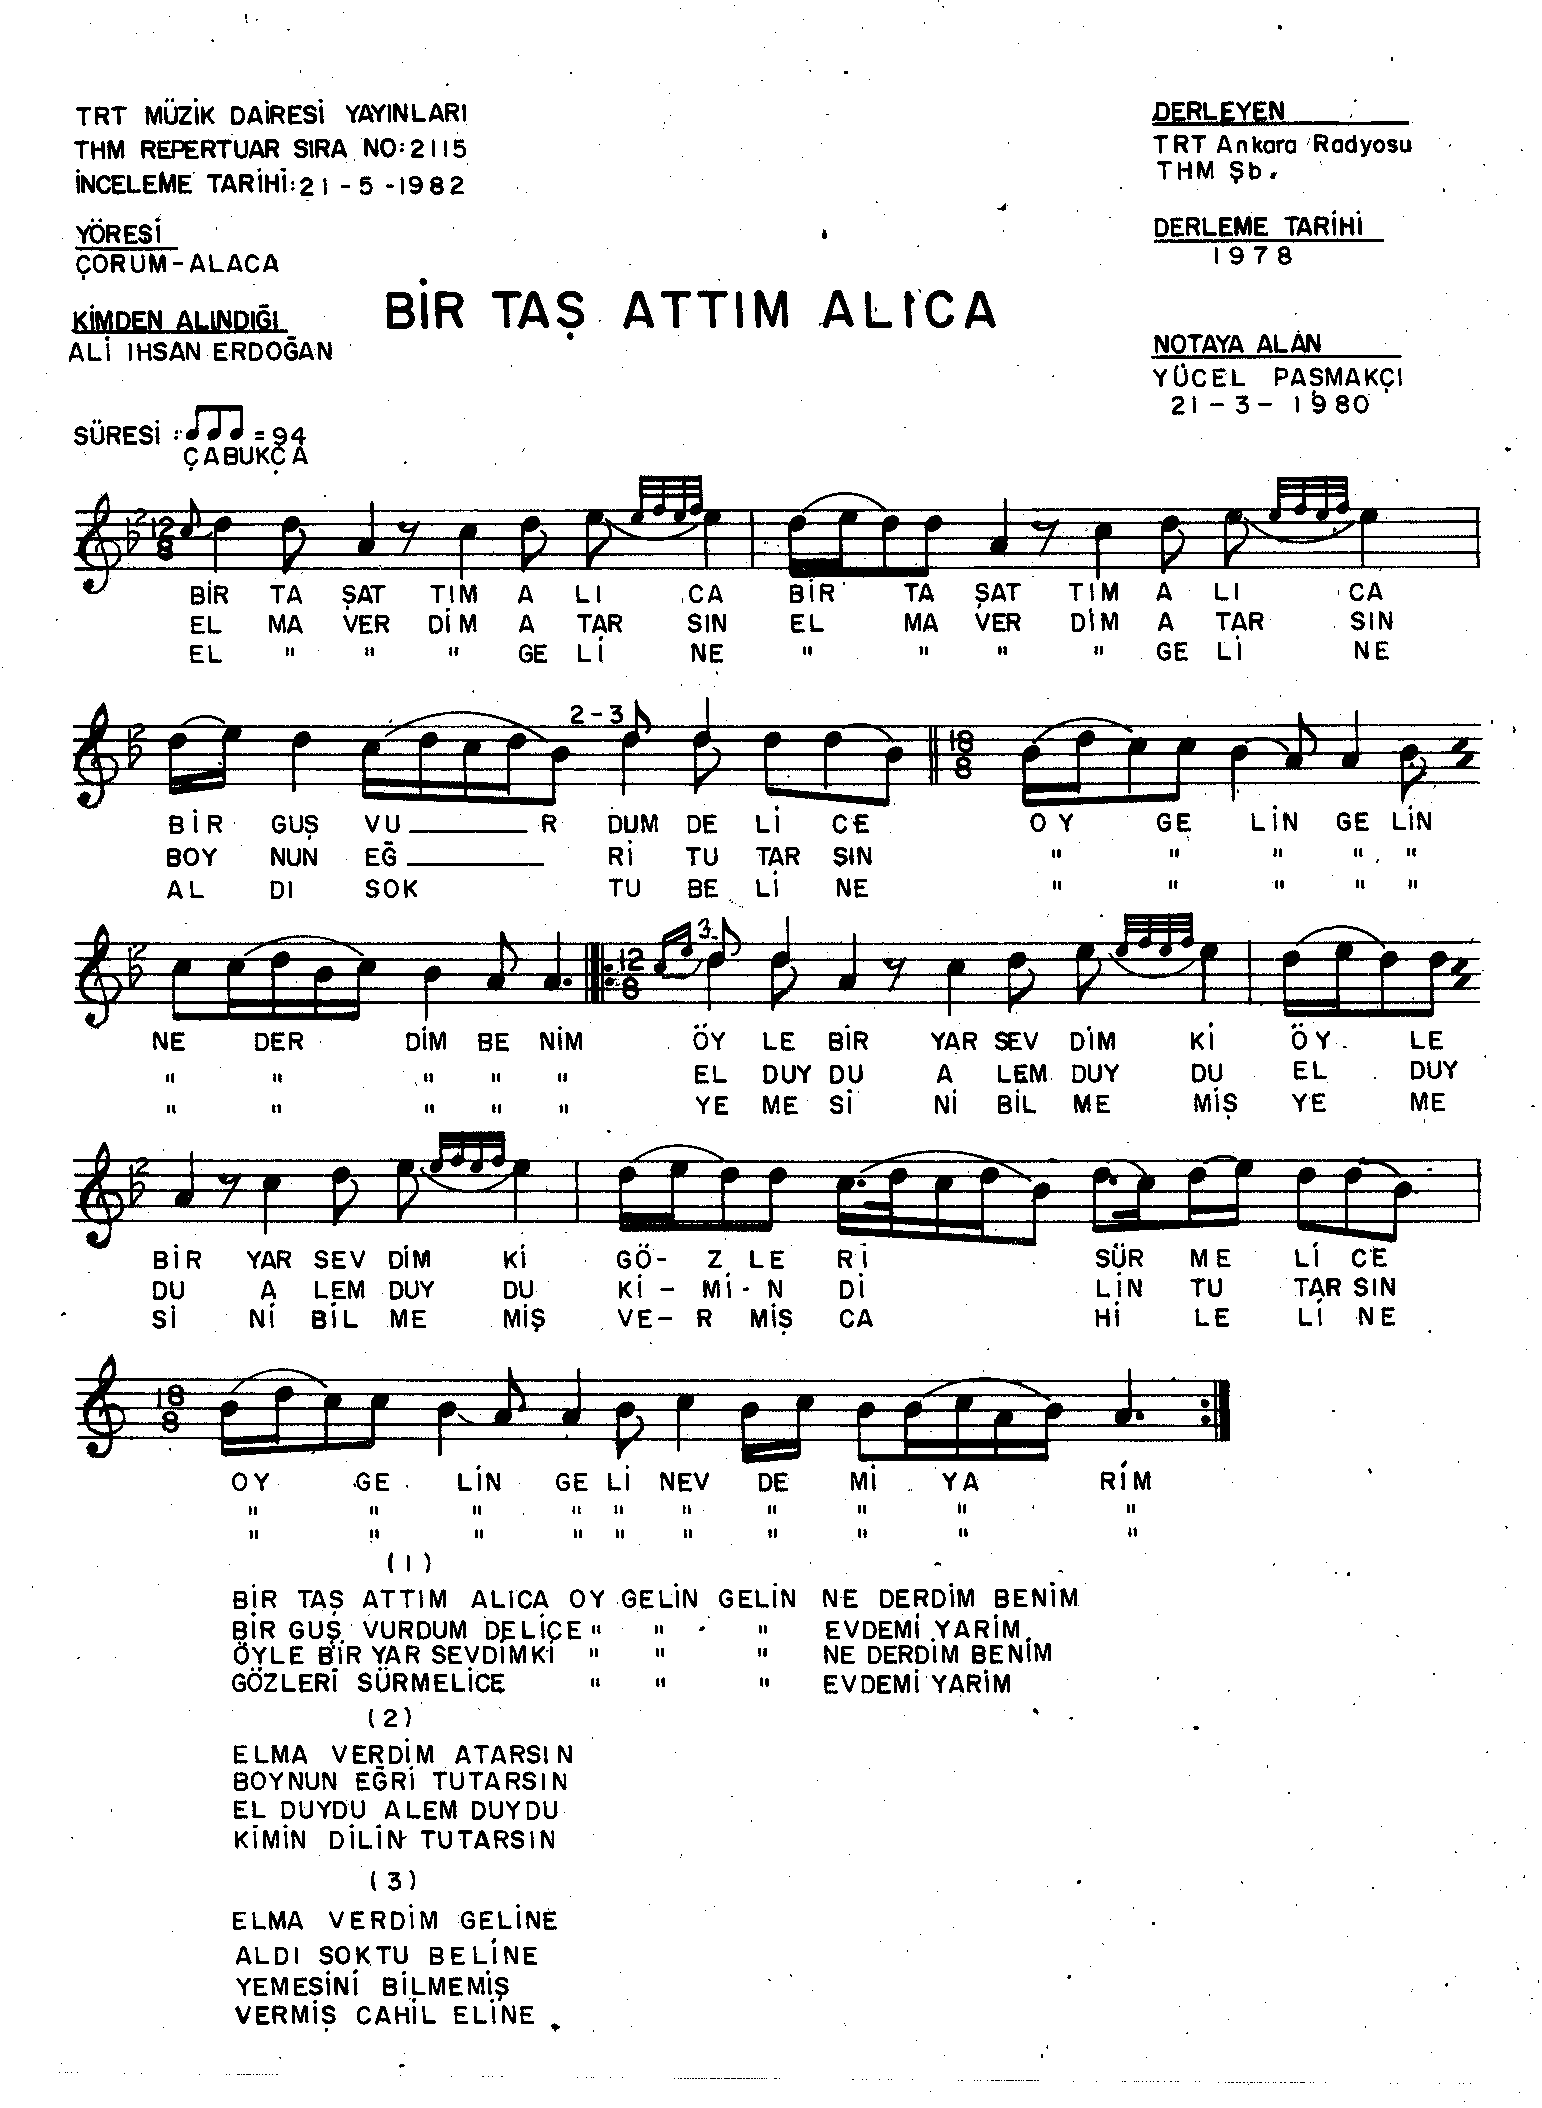 TRT MÜZİK DAİRESİ YAYINLARI
THM REPERTUAR SIRA NO:2115
İNCELEME TARİHİ:21-5-1982
DERLEYEN
TRT Ankara Radyosu
THM Şb.
YÖRESİ
ÇORUM-ALACA
DERLEME TARİHİ
1978
KİMDEN ALINDIĞI
ALİ IHSAN ERDOĞAN
BİR TAŞ ATTIM ALICA
NOTAYA ALAN
YÜCEL PAŞMAKÇI
21-3-1980
SÜRESİ : = 94
ÇABUKÇA
2 12 8
BİR TA ŞAT TIM A LI CA BİR TA ŞAT TIM A LI CA
EL MA VER DİM A TAR SIN EL MA VER DİM A TAR SIN
EL " " " GE Lİ NE " " " " GE Lİ NE
2 2-3 18 8
BİR GUŞ VU______R DUM DE Lİ CE OY GE LİN GE LİN
BOY NUN EĞ______ Rİ TU TAR SIN " " " " "
AL DI SOK TU BE Lİ NE " " " " "
2 12 8 3.
NE DER DİM BE NİM ÖY LE BİR YAR SEV DİM Kİ ÖY LE
" " " " " EL DUY DU A LEM DUY DU EL DUY
" " " " " YE ME Sİ Nİ BİL ME MİŞ YE ME
2
BİR YAR SEV DİM Kİ GÖ- Z LE Rİ SÜR ME Lİ CE
DU A LEM DUY DU Kİ - Mİ - N Dİ LİN TU TAR SIN
Sİ Nİ BİL ME MİŞ VE- R MİŞ CA Hİ LE Lİ NE
18 8
OY GE LİN GE Lİ NEV DE Mİ YA RİM
" " " " " " " " " "
" " " " " " " " " "
(1)
BİR TAŞ ATTIM ALICA OY GELİN GELİN NE DERDİM BENİM
BİR GUŞ VURDUM DELİCE " " " EVDEMİ YARİM
ÖYLE BİR YAR SEVDİMKİ " " " NE DERDİM BENİM
GÖZLERİ SÜRMELİCE " " " EVDEMİ YARİM
(2)
ELMA VERDİM ATARSIN
BOYNUN EĞRİ TUTARSIN
EL DUYDU ALEM DUYDU
KİMİN DİLİN TUTARSIN
(3)
ELMA VERDİM GELİNE
ALDI SOKTU BELİNE
YEMESİNİ BİLMEMİŞ
VERMİŞ CAHİL ELİNE